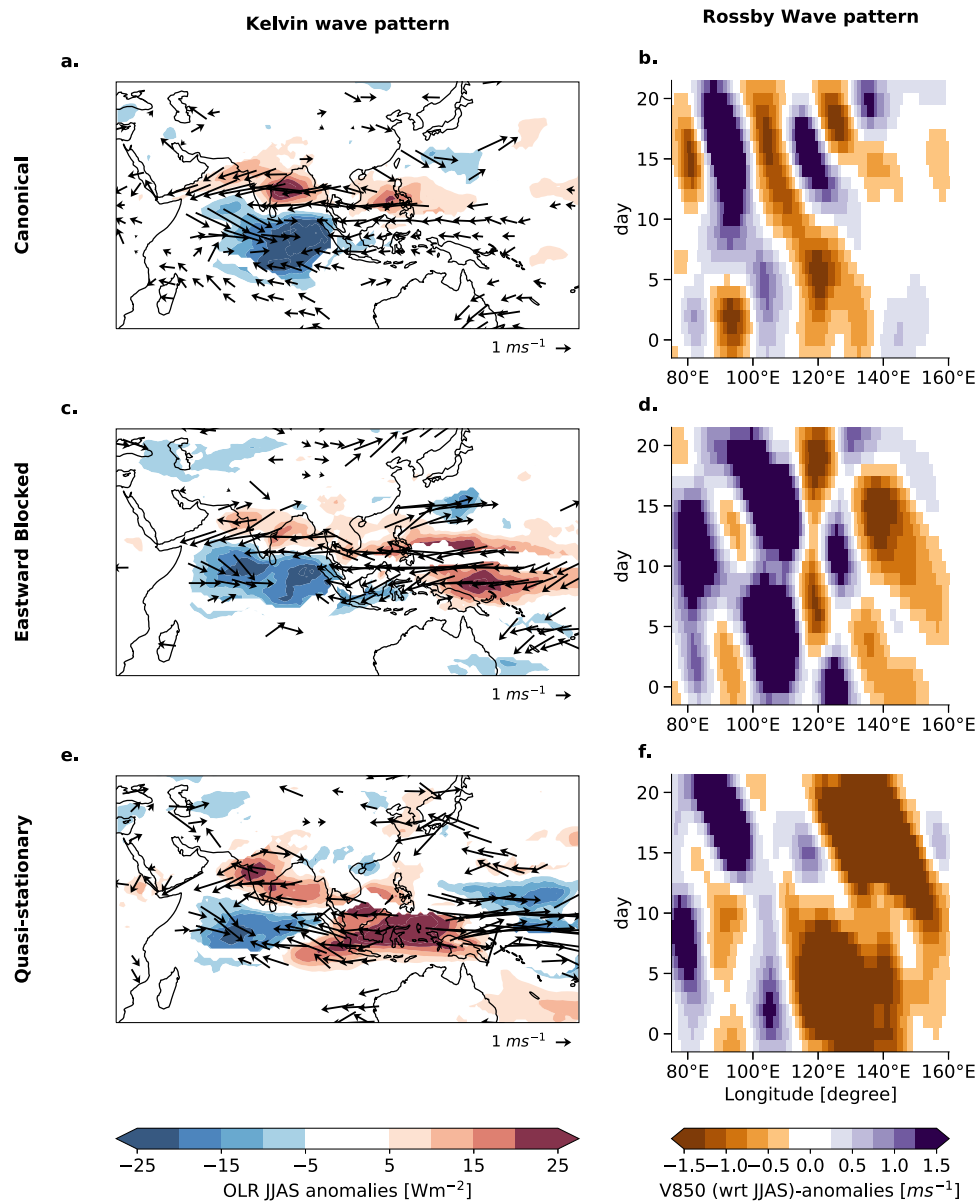 Kelvin wave pattern
Rossby Wave pattern
a.
b.
Canonical
20
15
day
10
5
0
1 ms⁻¹
80°E 100°E 120°E 140°E 160°E
c.
d.
Eastward Blocked
20
15
day
10
5
0
1 ms⁻¹
80°E 100°E 120°E 140°E 160°E
e.
f.
Quasi-stationary
20
15
day
10
5
0
1 ms⁻¹
80°E 100°E 120°E 140°E 160°E
Longitude [degree]
−25 −15 −5 5 15 25
OLR JJAS anomalies [Wm⁻²]
−1.5 −1.0 −0.5 0.5 1.0 1.5
V850 (wrt JJAS)-anomalies [ms⁻¹]